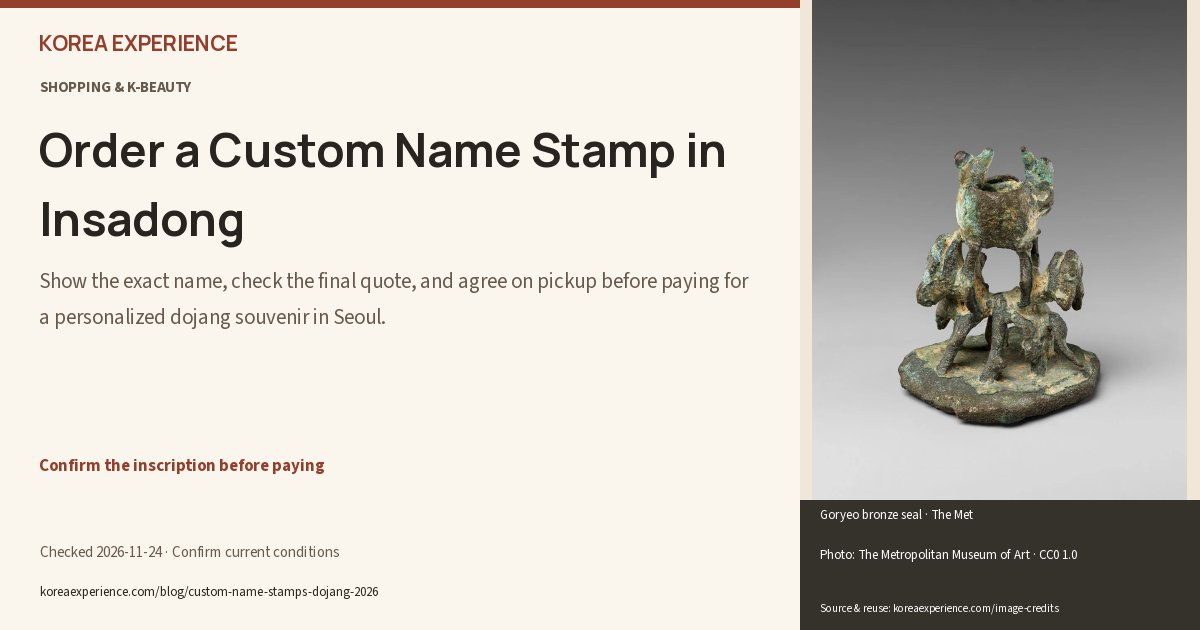 KOREA EXPERIENCE
SHOPPING & K-BEAUTY
Order a Custom Name Stamp in
Insadong
Show the exact name, check the final quote, and agree on pickup before paying for
a personalized dojang souvenir in Seoul.
Confirm the inscription before paying
Checked 2026-11-24 · Confirm current conditions
koreaexperience.com/blog/custom-name-stamps-dojang-2026
Goryeo bronze seal · The Met
Photo: The Metropolitan Museum of Art · CC0 1.0
Source & reuse: koreaexperience.com/image-credits